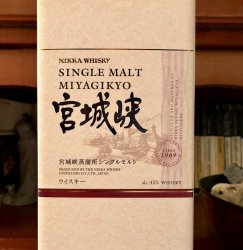 NIKKA WHISKY
SINGLE MALT
MIYAGIKYO
宮城峡
SINCE
1969
宮城峡蒸溜所シングルモルト
PRODUCED BY THE NIKKA WHISKY
DISTILLING CO., LTD., JAPAN
ウイスキー
alc. 45% WHISKY